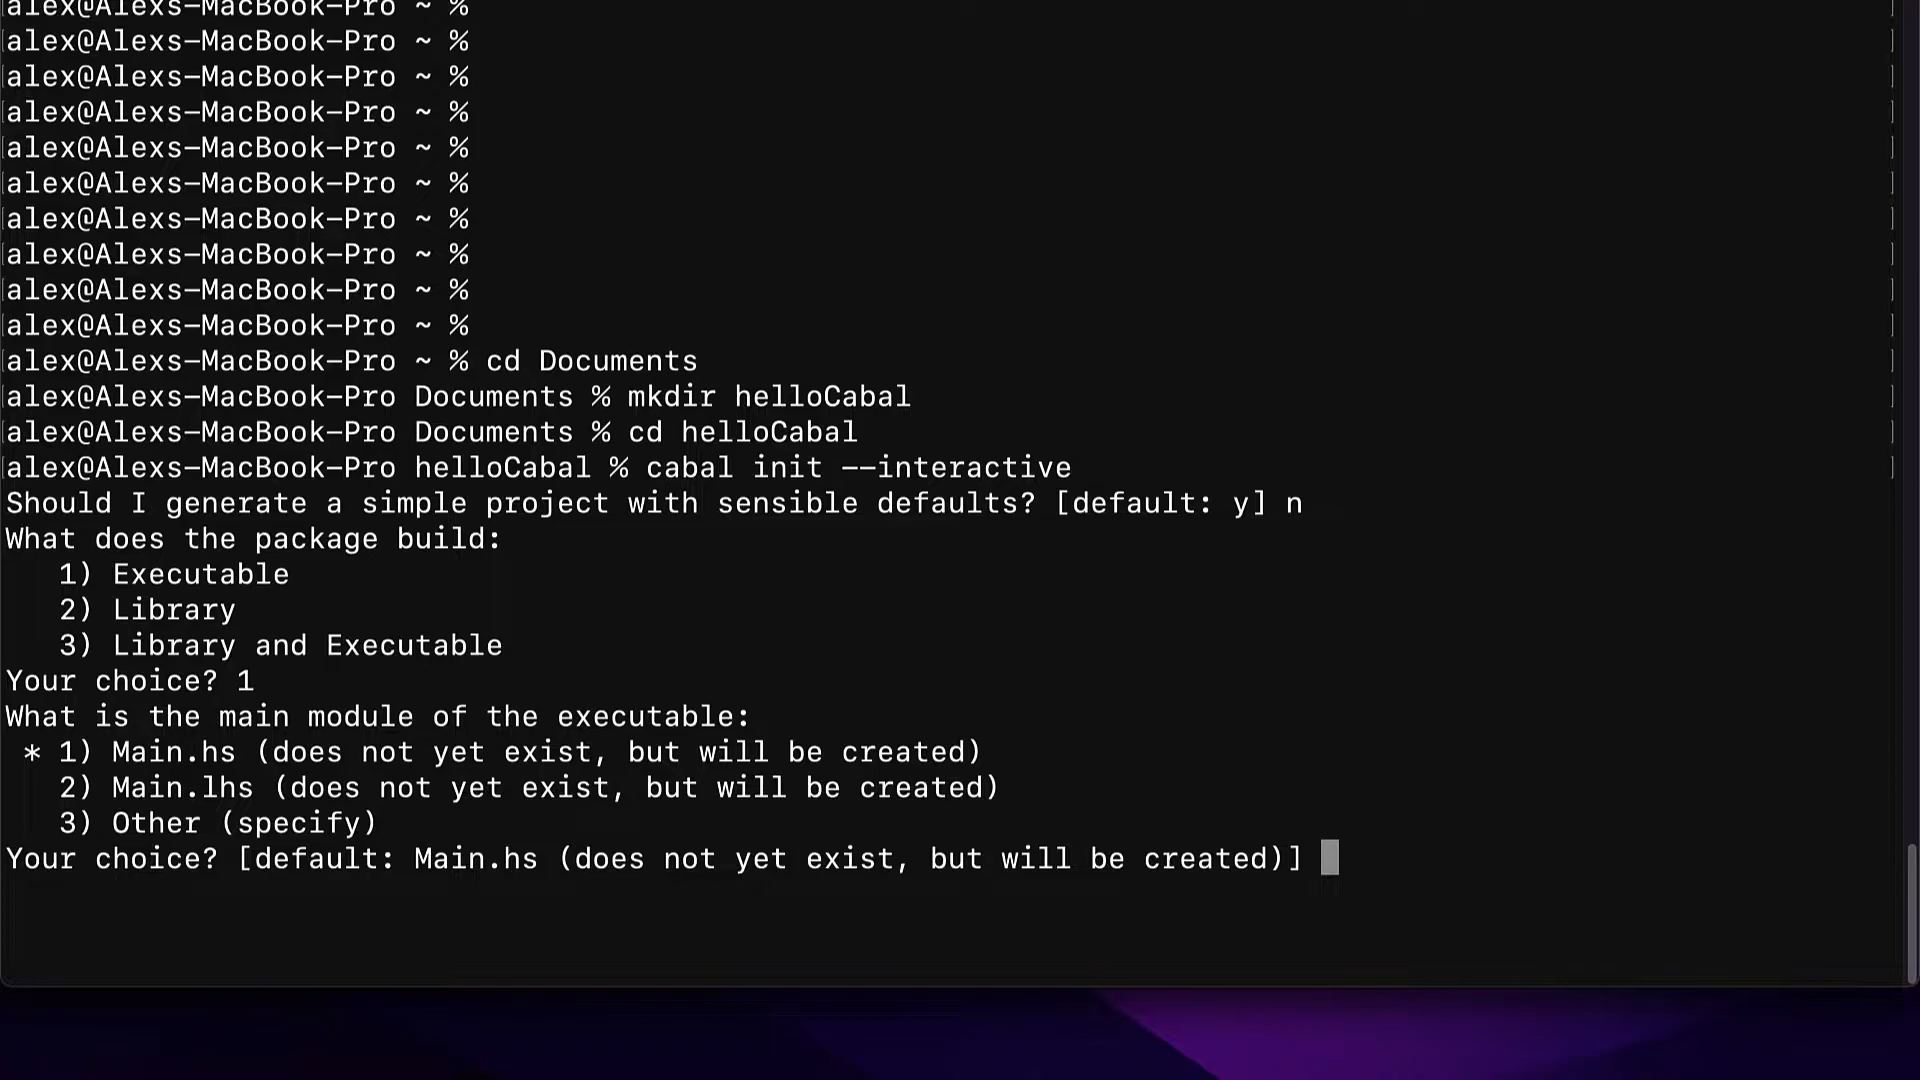 alex@Alexs-MacBook-Pro ~ %
alex@Alexs-MacBook-Pro ~ %
alex@Alexs-MacBook-Pro ~ %
alex@Alexs-MacBook-Pro ~ %
alex@Alexs-MacBook-Pro ~ %
alex@Alexs-MacBook-Pro ~ %
alex@Alexs-MacBook-Pro ~ %
alex@Alexs-MacBook-Pro ~ %
alex@Alexs-MacBook-Pro ~ %
alex@Alexs-MacBook-Pro ~ %
alex@Alexs-MacBook-Pro ~ % cd Documents
alex@Alexs-MacBook-Pro Documents % mkdir helloCabal
alex@Alexs-MacBook-Pro Documents % cd helloCabal
alex@Alexs-MacBook-Pro helloCabal % cabal init --interactive
Should I generate a simple project with sensible defaults? [default: y] n
What does the package build:
   1) Executable
   2) Library
   3) Library and Executable
Your choice? 1
What is the main module of the executable:
 * 1) Main.hs (does not yet exist, but will be created)
   2) Main.lhs (does not yet exist, but will be created)
   3) Other (specify)
Your choice? [default: Main.hs (does not yet exist, but will be created)]